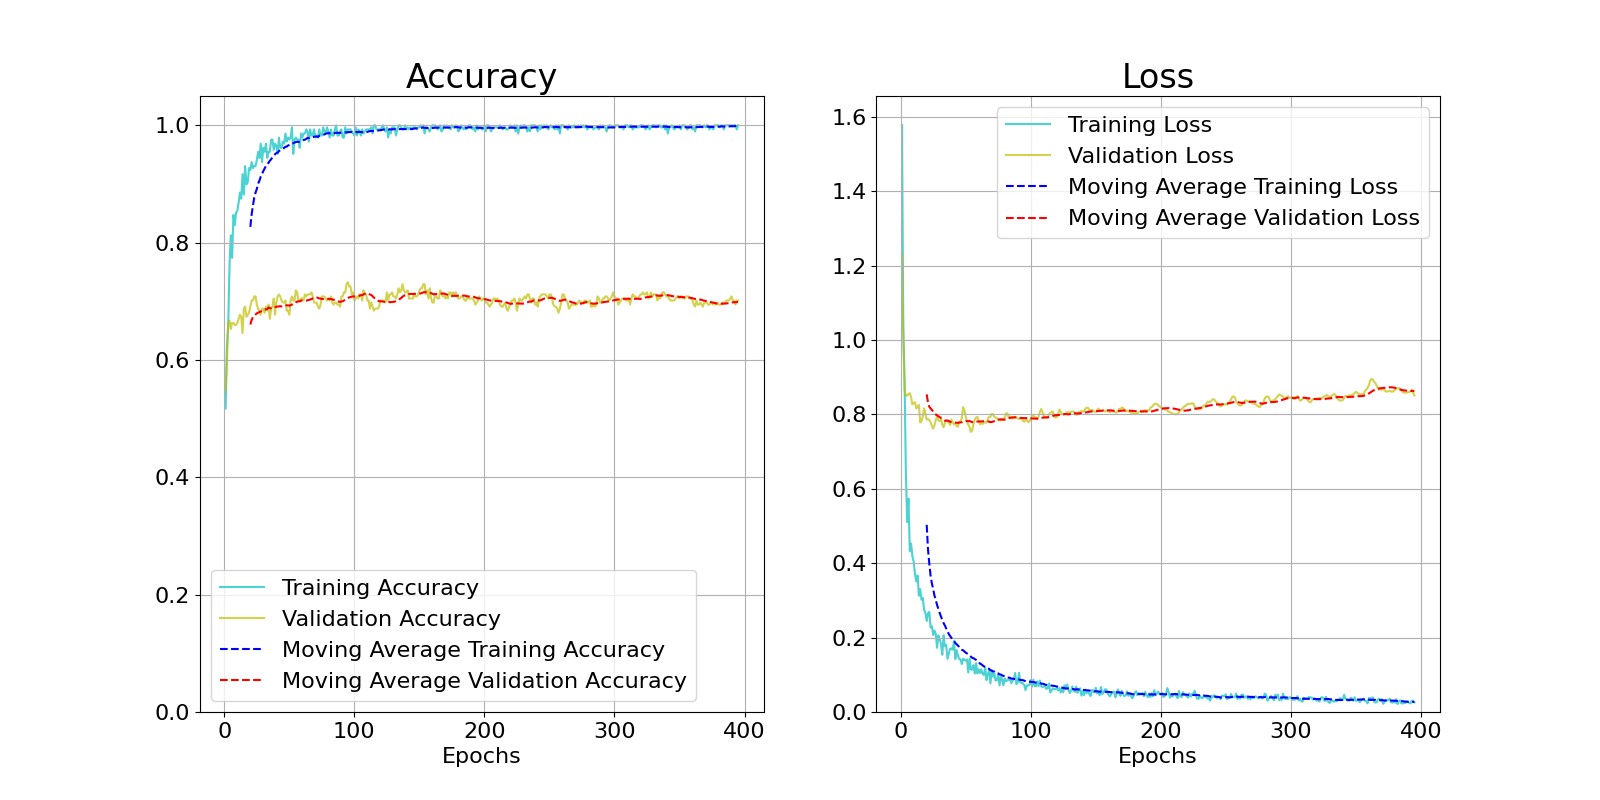 Accuracy
1.0
0.8
0.6
0.4
0.2
0.0
0 100 200 300 400
Epochs
Training Accuracy
Validation Accuracy
Moving Average Training Accuracy
Moving Average Validation Accuracy
Loss
1.6
1.4
1.2
1.0
0.8
0.6
0.4
0.2
0.0
0 100 200 300 400
Epochs
Training Loss
Validation Loss
Moving Average Training Loss
Moving Average Validation Loss